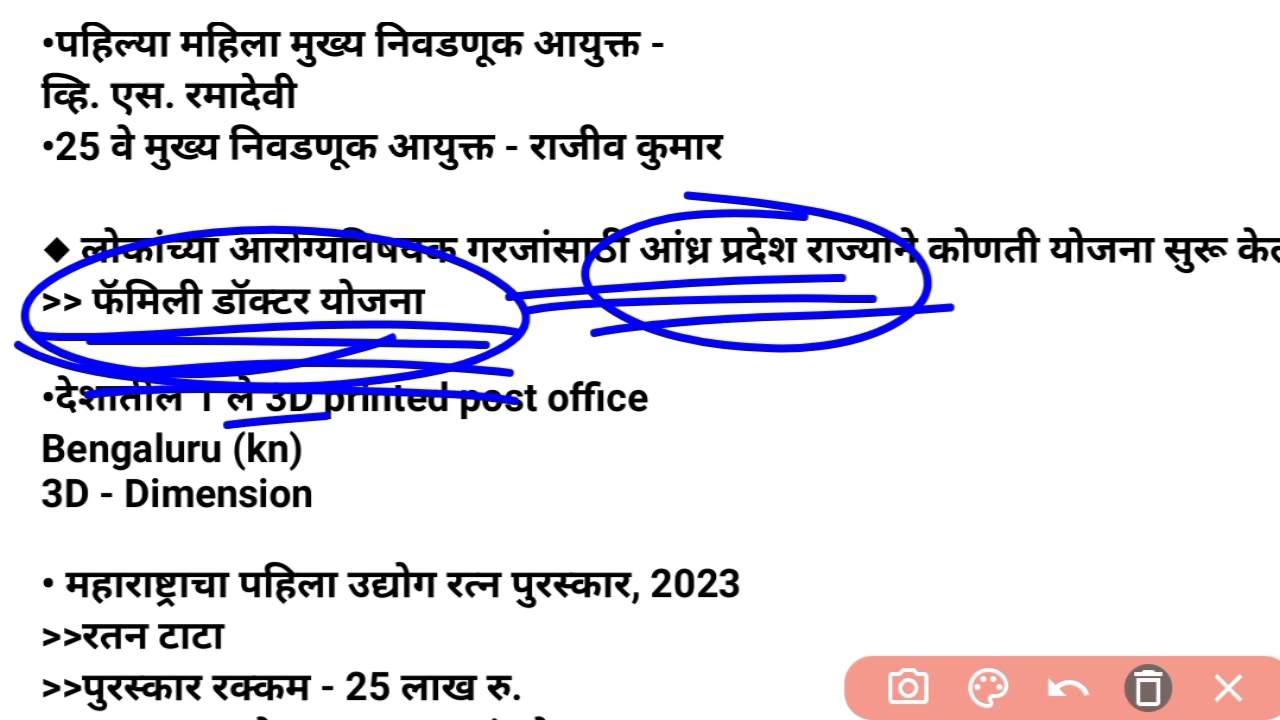 •पहिल्या महिला मुख्य निवडणूक आयुक्त -
व्हि. एस. रमादेवी
•25 वे मुख्य निवडणूक आयुक्त - राजीव कुमार
◆ लोकांच्या आरोग्यविषयक गरजांसाठी आंध्र प्रदेश राज्याने कोणती योजना सुरू
>> फॅमिली डॉक्टर योजना
•देशातील 1 ले 3D printed post office
Bengaluru (kn)
3D - Dimension
• महाराष्ट्राचा पहिला उद्योग रत्न पुरस्कार, 2023
>>रतन टाटा
>>पुरस्कार रक्कम - 25 लाख रु.